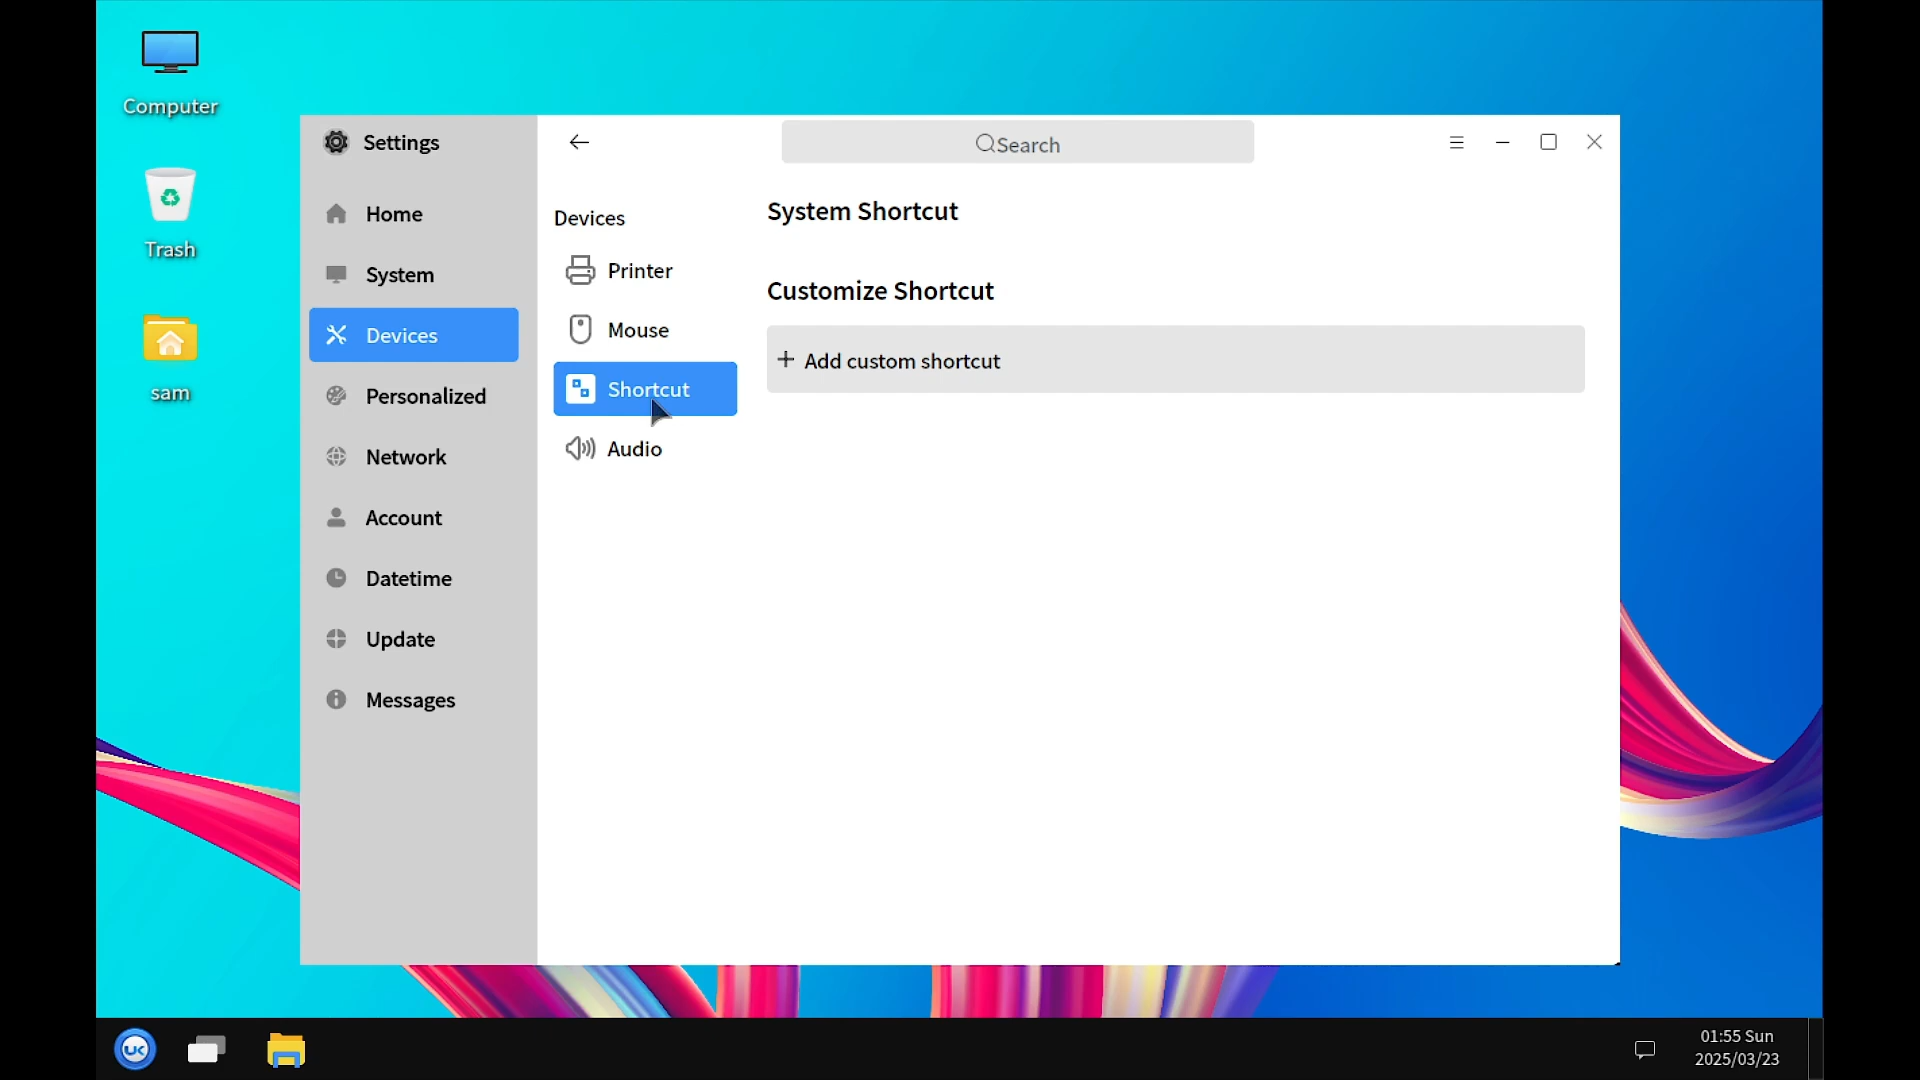 Computer
Trash
sam
Settings
Home
System
Devices
Personalized
Network
Account
Datetime
Update
Messages
Search
Devices
Printer
Mouse
Shortcut
Audio
System Shortcut
Customize Shortcut
Add custom shortcut
UK
01:55 Sun
2025/03/23